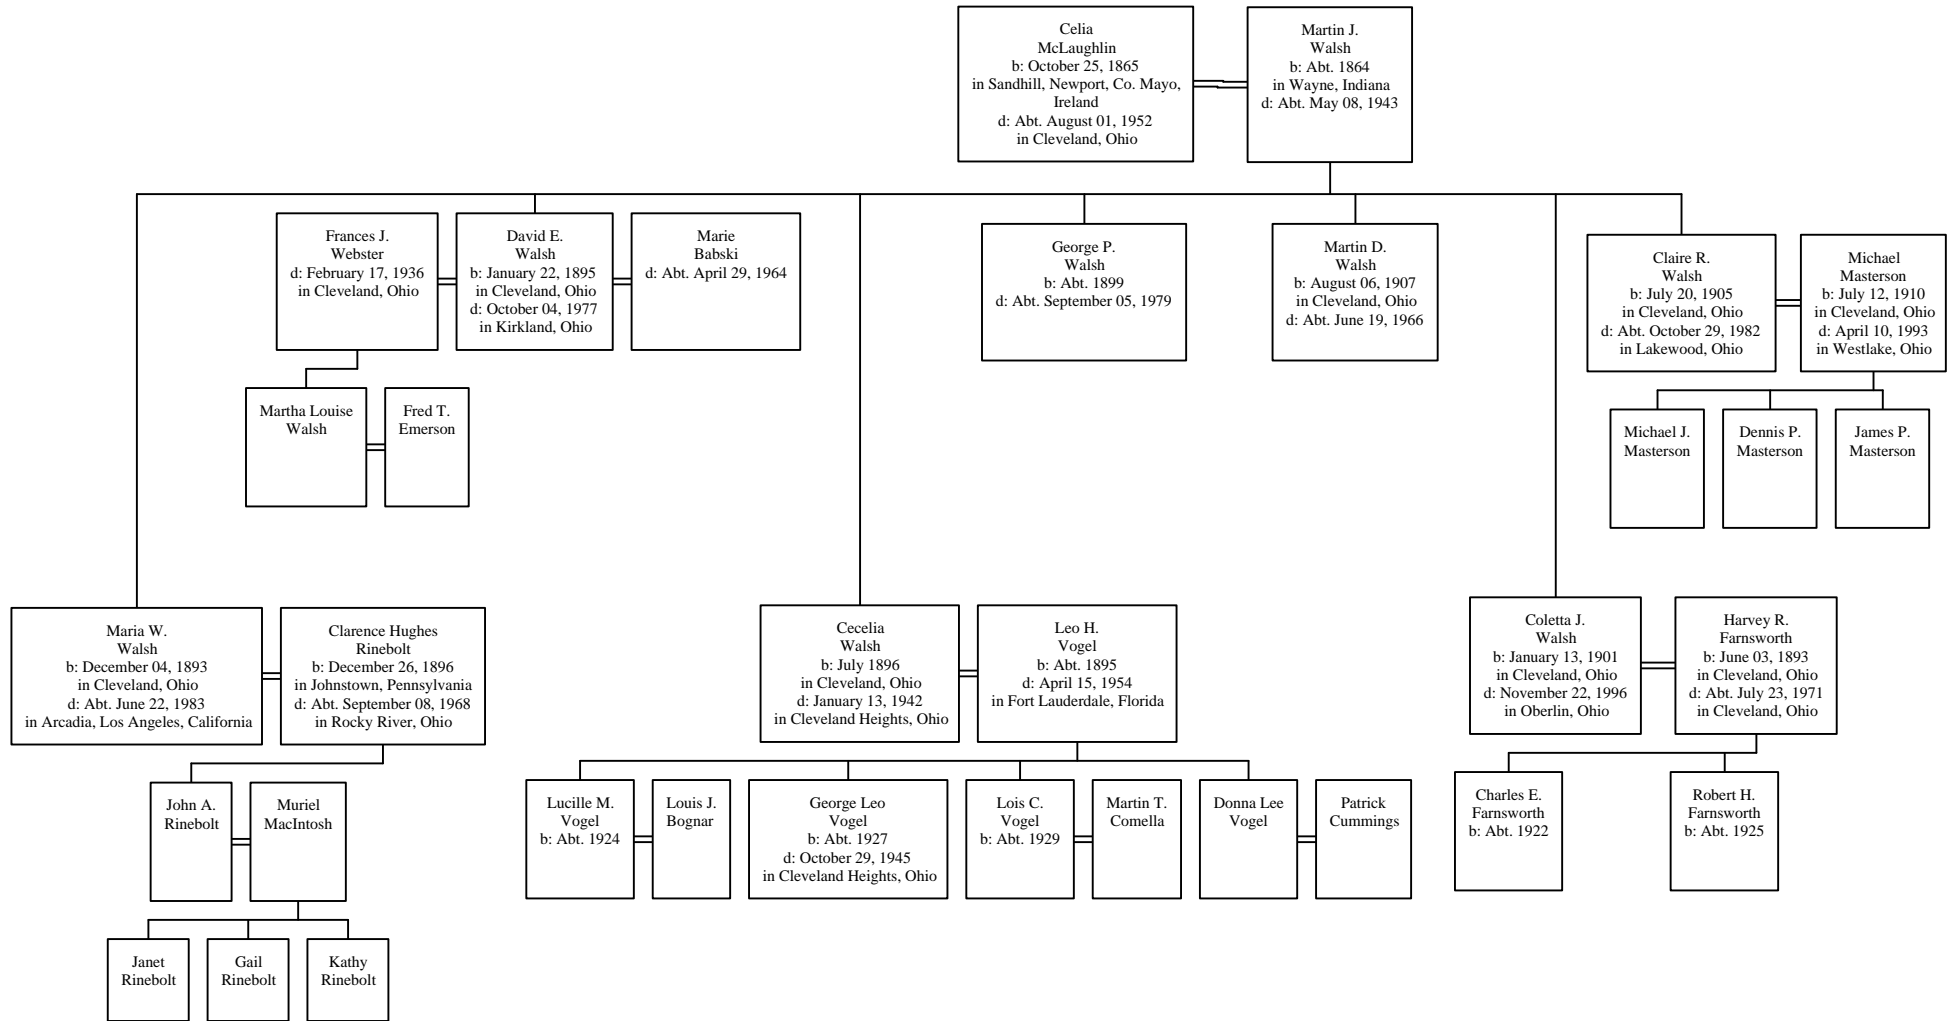 Celia
McLaughlin
b: October 25, 1865
in Sandhill, Newport, Co. Mayo,
Ireland
d: Abt. August 01, 1952
in Cleveland, Ohio
Martin J.
Walsh
b: Abt. 1864
in Wayne, Indiana
d: Abt. May 08, 1943
Frances J.
Webster
d: February 17, 1936
in Cleveland, Ohio
David E.
Walsh
b: January 22, 1895
in Cleveland, Ohio
d: October 04, 1977
in Kirkland, Ohio
Marie
Babski
d: Abt. April 29, 1964
George P.
Walsh
b: Abt. 1899
d: Abt. September 05, 1979
Martin D.
Walsh
b: August 06, 1907
in Cleveland, Ohio
d: Abt. June 19, 1966
Claire R.
Walsh
b: July 20, 1905
in Cleveland, Ohio
d: Abt. October 29, 1982
in Lakewood, Ohio
Michael
Masterson
b: July 12, 1910
in Cleveland, Ohio
d: April 10, 1993
in Westlake, Ohio
Martha Louise
Walsh
Fred T.
Emerson
Michael J.
Masterson
Dennis P.
Masterson
James P.
Masterson
Maria W.
Walsh
b: December 04, 1893
in Cleveland, Ohio
d: Abt. June 22, 1983
in Arcadia, Los Angeles, California
Clarence Hughes
Rinebolt
b: December 26, 1896
in Johnstown, Pennsylvania
d: Abt. September 08, 1968
in Rocky River, Ohio
Cecelia
Walsh
b: July 1896
in Cleveland, Ohio
d: January 13, 1942
in Cleveland Heights, Ohio
Leo H.
Vogel
b: Abt. 1895
d: April 15, 1954
in Fort Lauderdale, Florida
Coletta J.
Walsh
b: January 13, 1901
in Cleveland, Ohio
d: November 22, 1996
in Oberlin, Ohio
Harvey R.
Farnsworth
b: June 03, 1893
in Cleveland, Ohio
d: Abt. July 23, 1971
in Cleveland, Ohio
John A.
Rinebolt
Muriel
MacIntosh
Lucille M.
Vogel
b: Abt. 1924
Louis J.
Bognar
George Leo
Vogel
b: Abt. 1927
d: October 29, 1945
in Cleveland Heights, Ohio
Lois C.
Vogel
b: Abt. 1929
Martin T.
Comella
Donna Lee
Vogel
Patrick
Cummings
Charles E.
Farnsworth
b: Abt. 1922
Robert H.
Farnsworth
b: Abt. 1925
Janet
Rinebolt
Gail
Rinebolt
Kathy
Rinebolt